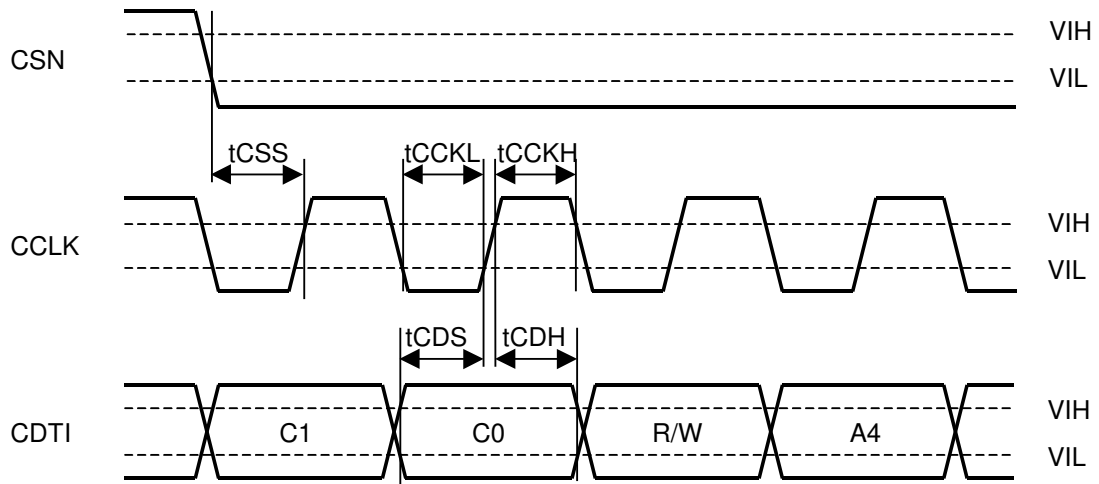 CSN
VIH
VIL
tCSS
tCCKL
tCCKH
CCLK
VIH
VIL
tCDS
tCDH
CDTI
C1
C0
R/W
A4
VIH
VIL